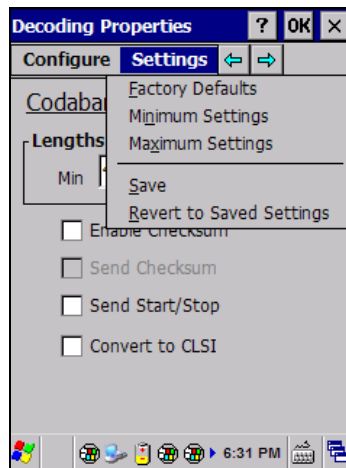 Decoding Properties ? OK ×
Configure Settings
Factory Defaults
Minimum Settings
Maximum Settings
Save
Revert to Saved Settings
Codaba
Lengths
Min
Enable Checksum
Send Checksum
Send Start/Stop
Convert to CLSI
6:31 PM